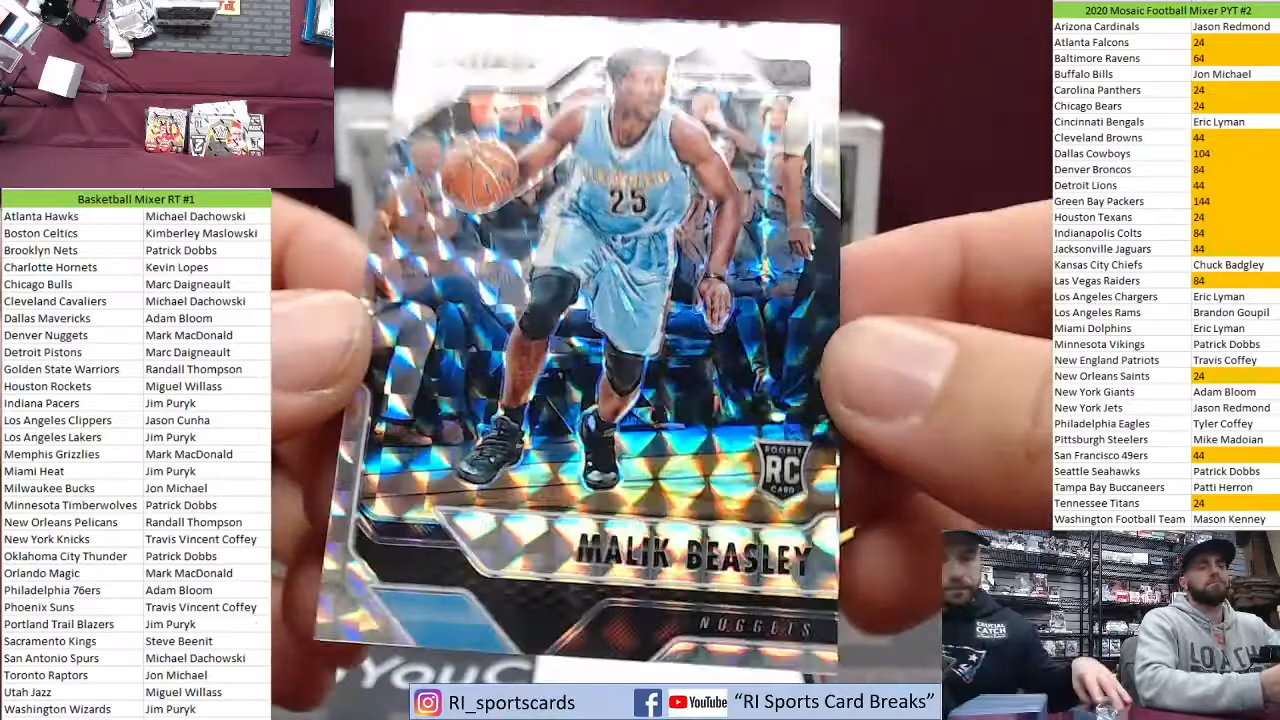 Basketball Mixer RT #1
Atlanta Hawks Michael Dachowski
Boston Celtics Kimberley Maslowski
Brooklyn Nets Patrick Dobbs
Charlotte Hornets Kevin Lopes
Chicago Bulls Marc Daigneault
Cleveland Cavaliers Michael Dachowski
Dallas Mavericks Adam Bloom
Denver Nuggets Mark MacDonald
Detroit Pistons Marc Daigneault
Golden State Warriors Randall Thompson
Houston Rockets Miguel Willass
Indiana Pacers Jim Puryk
Los Angeles Clippers Jason Cunha
Los Angeles Lakers Jim Puryk
Memphis Grizzlies Mark MacDonald
Miami Heat Jim Puryk
Milwaukee Bucks Jon Michael
Minnesota Timberwolves Patrick Dobbs
New Orleans Pelicans Randall Thompson
New York Knicks Travis Vincent Coffey
Oklahoma City Thunder Patrick Dobbs
Orlando Magic Mark MacDonald
Philadelphia 76ers Adam Bloom
Phoenix Suns Travis Vincent Coffey
Portland Trail Blazers Jim Puryk
Sacramento Kings Steve Beenit
San Antonio Spurs Michael Dachowski
Toronto Raptors Jon Michael
Utah Jazz Miguel Willass
Washington Wizards Jim Puryk
25
ROOKIE
RC
CARD
MALIK BEASLEY
NUGGETS
YOU
RI_sportscards
YouTube
"RI Sports Card Breaks"
2020 Mosaic Football Mixer PYT #2
Arizona Cardinals Jason Redmond
Atlanta Falcons 24
Baltimore Ravens 64
Buffalo Bills Jon Michael
Carolina Panthers 24
Chicago Bears 24
Cincinnati Bengals Eric Lyman
Cleveland Browns 44
Dallas Cowboys 104
Denver Broncos 84
Detroit Lions 44
Green Bay Packers 144
Houston Texans 24
Indianapolis Colts 84
Jacksonville Jaguars 44
Kansas City Chiefs Chuck Badgley
Las Vegas Raiders 84
Los Angeles Chargers Eric Lyman
Los Angeles Rams Brandon Goupil
Miami Dolphins Eric Lyman
Minnesota Vikings Patrick Dobbs
New England Patriots Travis Coffey
New Orleans Saints 24
New York Giants Adam Bloom
New York Jets Jason Redmond
Philadelphia Eagles Tyler Coffey
Pittsburgh Steelers Mike Madoian
San Francisco 49ers 44
Seattle Seahawks Patrick Dobbs
Tampa Bay Buccaneers Patti Herron
Tennessee Titans 24
Washington Football Team Mason Kenney
CRUCIAL
CATCH